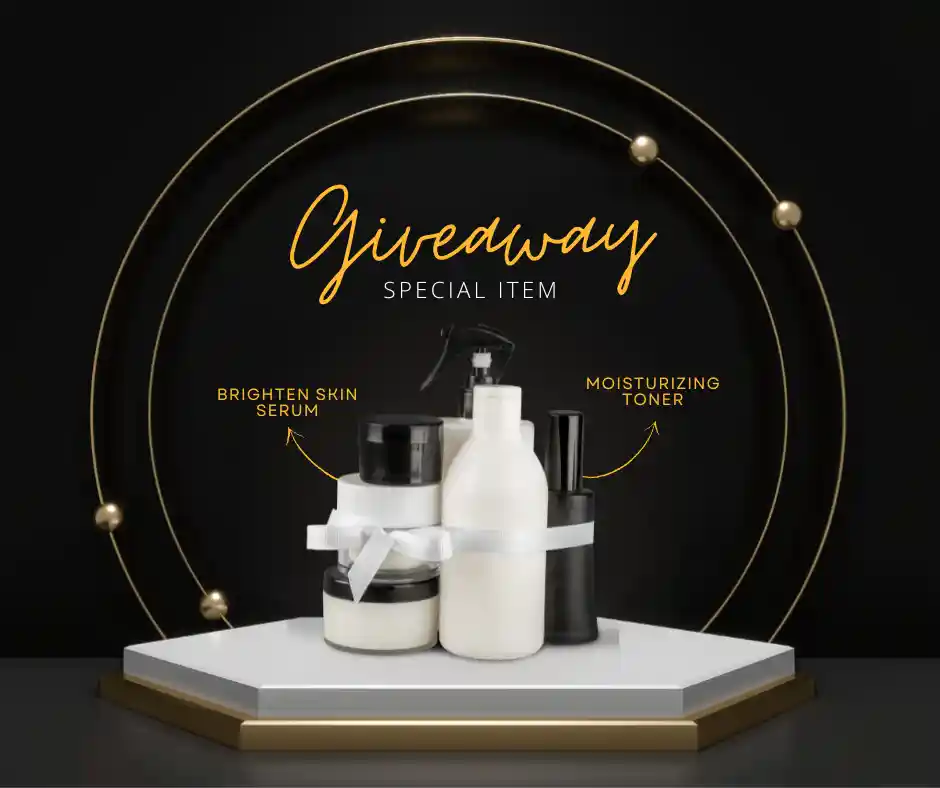 Giveaway
SPECIAL ITEM
BRIGHTEN SKIN
SERUM
MOISTURIZING
TONER